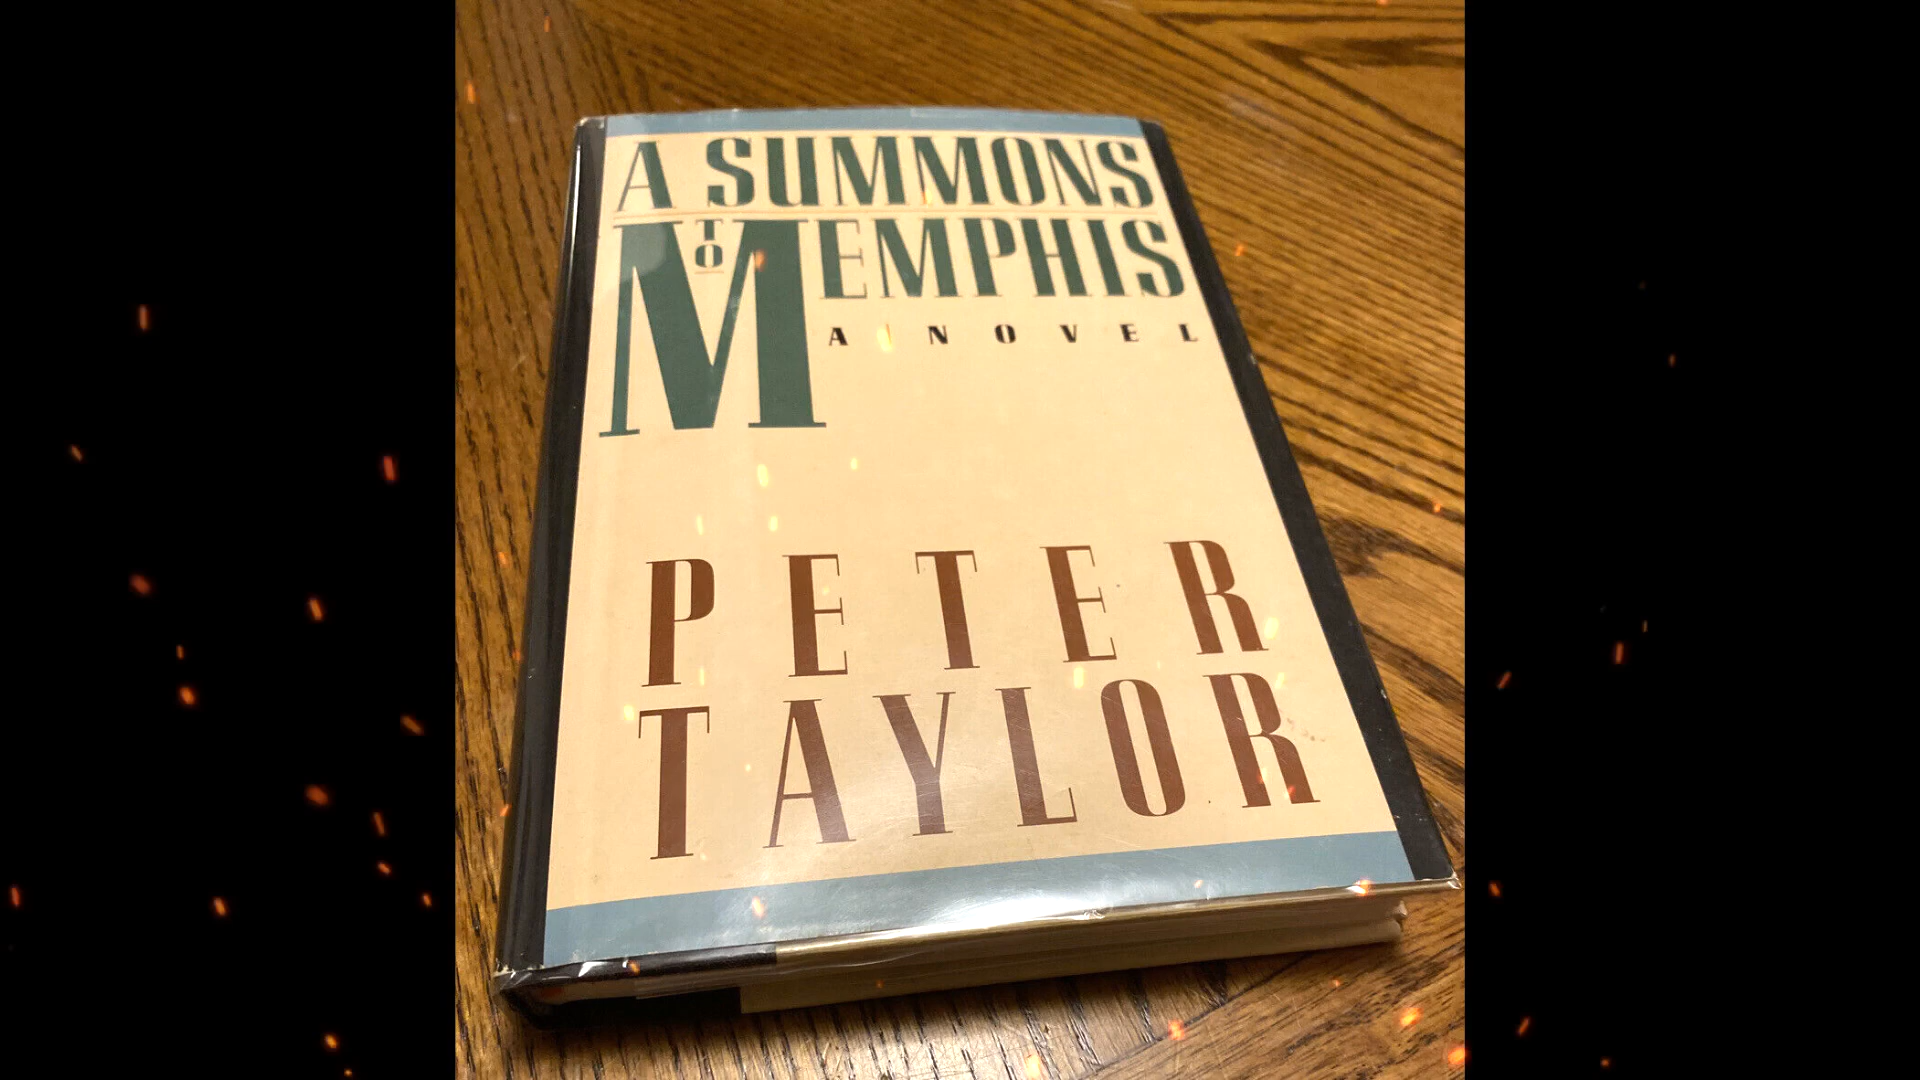 A SUMMONS
TO
MEMPHIS
A NOVEL
PETER
TAYLOR